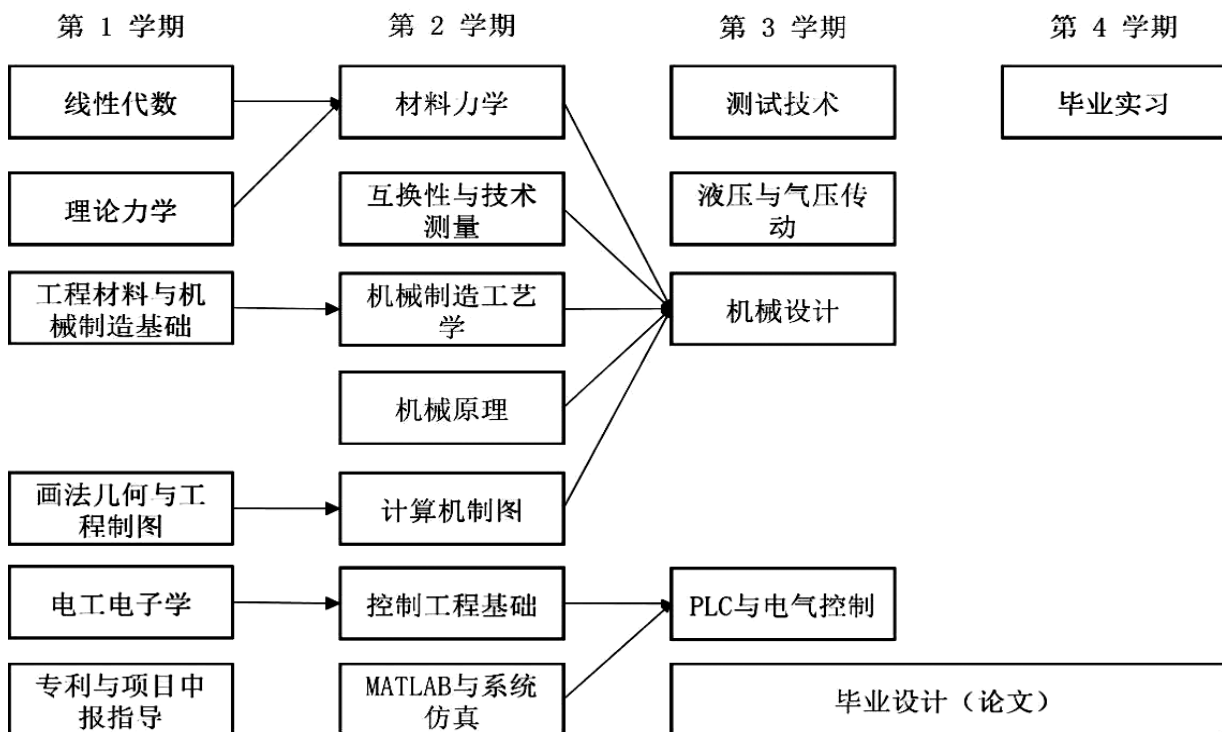 第 1 学期
第 2 学期
第 3 学期
第 4 学期
线性代数
材料力学
测试技术
毕业实习
理论力学
互换性与技术
测量
液压与气压传
动
工程材料与机
械制造基础
机械制造工艺
学
机械设计
机械原理
画法几何与工
程制图
计算机制图
电工电子学
控制工程基础
PLC与电气控制
专利与项目申
报指导
MATLAB与系统
仿真
毕业设计（论文）